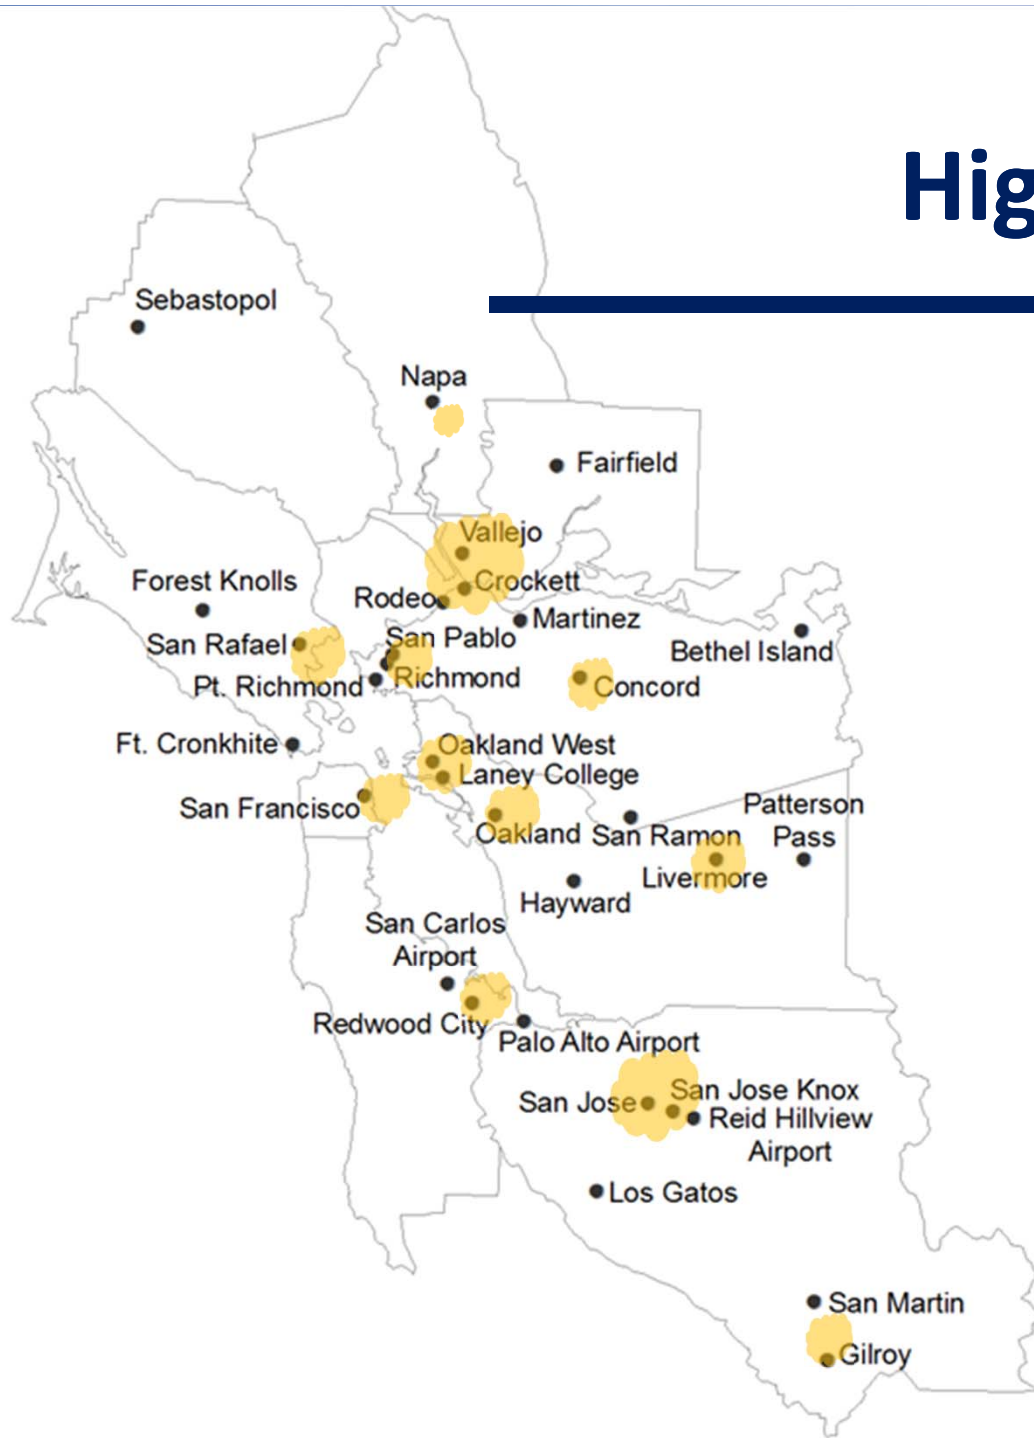 Hig
Sebastopol
Napa
Fairfield
Vallejo
Forest Knolls
Crockett
Rodeo
Martinez
San Rafael
San Pablo
Bethel Island
Pt. Richmond
Richmond
Concord
Ft. Cronkhite
Oakland West
Laney College
San Francisco
Patterson
Pass
Oakland
San Ramon
Livermore
Hayward
San Carlos
Airport
Redwood City
Palo Alto Airport
San Jose
San Jose Knox
Reid Hillview
Airport
Los Gatos
San Martin
Gilroy